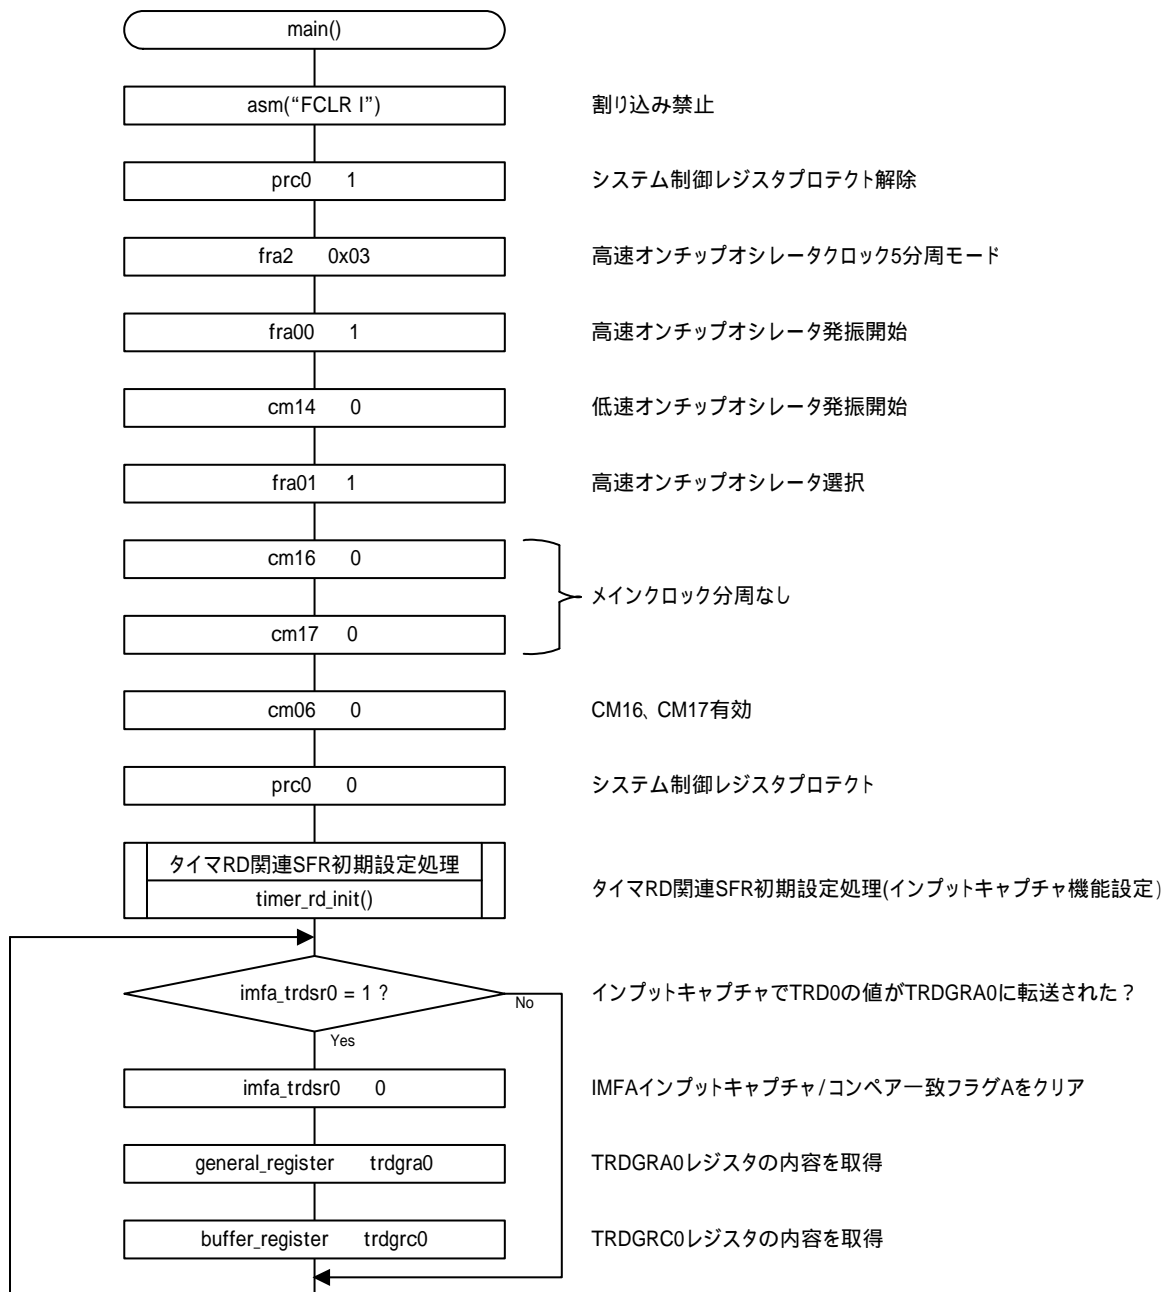 main()
asm("FCLR I")
割り込み禁止
prc0 1
システム制御レジスタプロテクト解除
fra2 0x03
高速オンチップオシレータクロック5分周モード
fra00 1
高速オンチップオシレータ発振開始
cm14 0
低速オンチップオシレータ発振開始
fra01 1
高速オンチップオシレータ選択
cm16 0
メインクロック分周なし
cm17 0
cm06 0
CM16、CM17有効
prc0 0
システム制御レジスタプロテクト
タイマRD関連SFR初期設定処理
timer_rd_init()
タイマRD関連SFR初期設定処理(インプットキャプチャ機能設定)
imfa_trdsr0 = 1 ?
No
インプットキャプチャでTRD0の値がTRDGRA0に転送された？
Yes
imfa_trdsr0 0
IMFAインプットキャプチャ/コンペア一致フラグAをクリア
general_register trdgra0
TRDGRA0レジスタの内容を取得
buffer_register trdgrc0
TRDGRC0レジスタの内容を取得